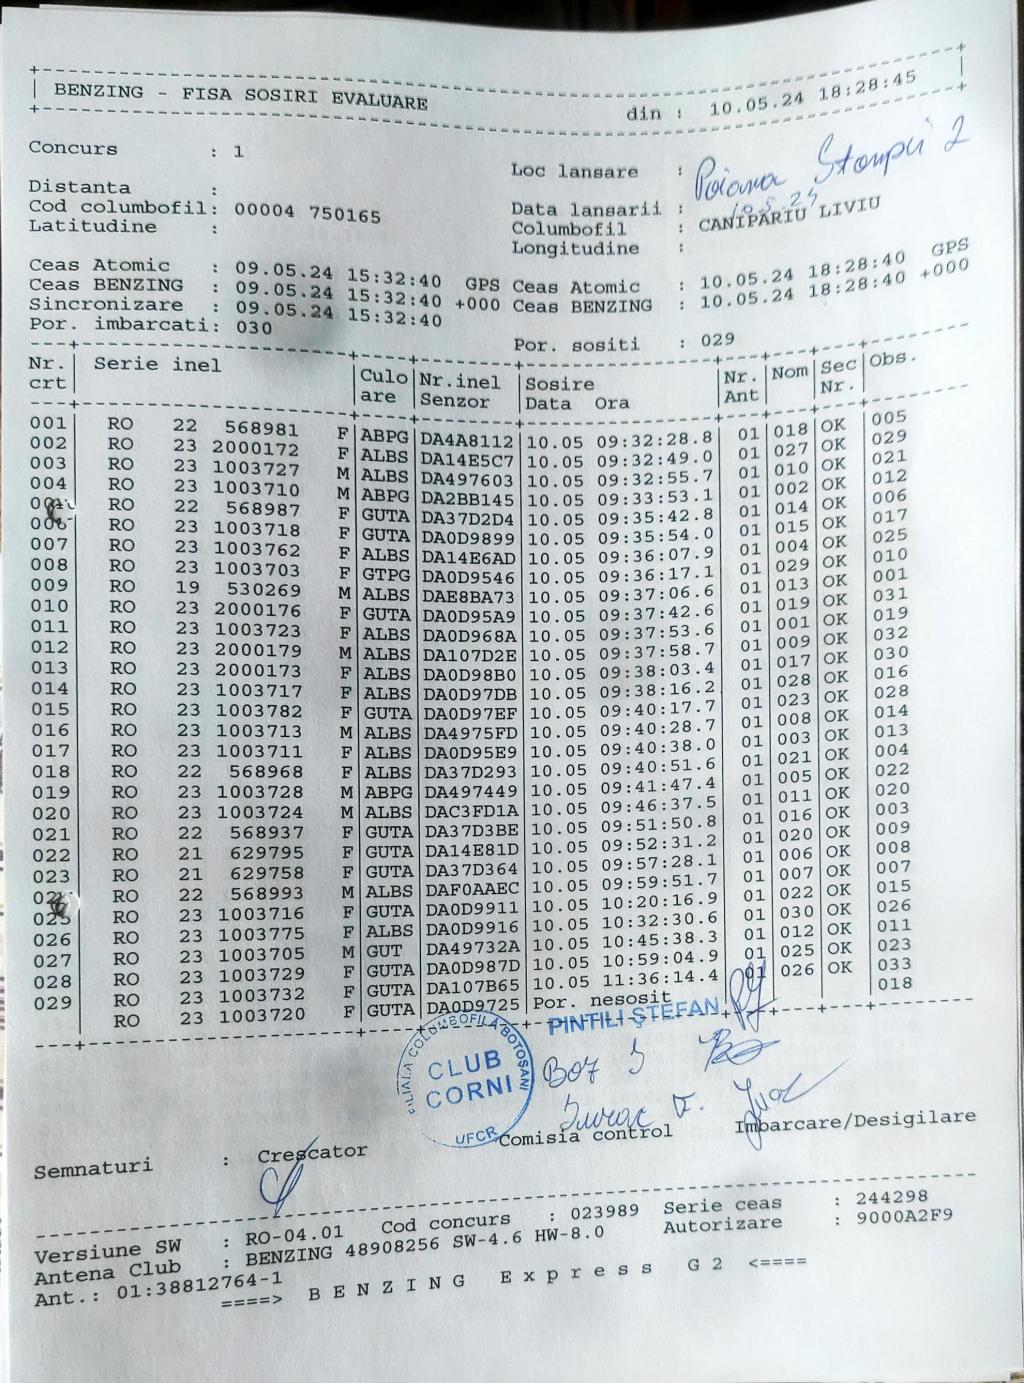 BENZING - FISA SOSIRI EVALUARE din : 10.05.24 18:28:45
Concurs : 1 Loc lansare : Poiana Stampii 2
Distanta : Data lansarii : 10.5.24
Cod columbofil: 00004 750165 Columbofil : CANIPARIU LIVIU
Latitudine : Longitudine :
Ceas Atomic : 09.05.24 15:32:40 GPS Ceas Atomic : 10.05.24 18:28:40 GPS
Ceas BENZING : 09.05.24 15:32:40 +000 Ceas BENZING : 10.05.24 18:28:40 +000
Sincronizare : 09.05.24 15:32:40
Por. imbarcati: 030 Por. sositi : 029
Nr. Serie inel Culo Nr.inel Sosire Nr. Nom Sec Obs.
crt are Senzor Data Ora Ant Nr.
001 RO 22 568981 F ABPG DA4A8112 10.05 09:32:28.8 01 018 OK 005
002 RO 23 2000172 F ALBS DA14E5C7 10.05 09:32:49.0 01 027 OK 029
003 RO 23 1003727 M ALBS DA497603 10.05 09:32:55.7 01 010 OK 021
004 RO 23 1003710 M ABPG DA2BB145 10.05 09:33:53.1 01 002 OK 012
RO 22 568987 F GUTA DA37D2D4 10.05 09:35:42.8 01 014 OK 006
006 RO 23 1003718 F GUTA DA0D9899 10.05 09:35:54.0 01 015 OK 017
007 RO 23 1003762 F ALBS DA14E6AD 10.05 09:36:07.9 01 004 OK 025
008 RO 23 1003703 F GTPG DA0D9546 10.05 09:36:17.1 01 029 OK 010
009 RO 19 530269 M ALBS DAE8BA73 10.05 09:37:06.6 01 013 OK 001
010 RO 23 2000176 F GUTA DA0D95A9 10.05 09:37:42.6 01 019 OK 031
011 RO 23 1003723 F ALBS DA0D968A 10.05 09:37:53.6 01 001 OK 019
012 RO 23 2000179 M ALBS DA107D2E 10.05 09:37:58.7 01 009 OK 032
013 RO 23 2000173 F ALBS DA0D98B0 10.05 09:38:03.4 01 017 OK 030
014 RO 23 1003717 F ALBS DA0D97DB 10.05 09:38:16.2 01 028 OK 016
015 RO 23 1003782 F GUTA DA0D97EF 10.05 09:40:17.7 01 023 OK 028
016 RO 23 1003713 M ALBS DA4975FD 10.05 09:40:28.7 01 008 OK 014
017 RO 23 1003711 F ALBS DA0D95E9 10.05 09:40:38.0 01 003 OK 013
018 RO 22 568968 F ALBS DA37D293 10.05 09:40:51.6 01 021 OK 004
019 RO 23 1003728 M ABPG DA497449 10.05 09:41:47.4 01 005 OK 022
020 RO 23 1003724 M ALBS DAC3FD1A 10.05 09:46:37.5 01 011 OK 020
021 RO 22 568937 F GUTA DA37D3BE 10.05 09:51:50.8 01 016 OK 003
022 RO 21 629795 F GUTA DA14E81D 10.05 09:52:31.2 01 020 OK 009
023 RO 21 629758 F GUTA DA37D364 10.05 09:57:28.1 01 006 OK 008
RO 22 568993 M ALBS DAF0AAEC 10.05 09:59:51.7 01 007 OK 007
025 RO 23 1003716 F GUTA DA0D9911 10.05 10:20:16.9 01 022 OK 015
026 RO 23 1003775 F ALBS DA0D9916 10.05 10:32:30.6 01 030 OK 026
027 RO 23 1003705 M GUT DA49732A 10.05 10:45:38.3 01 012 OK 011
028 RO 23 1003729 F GUTA DA0D987D 10.05 10:59:04.9 01 025 OK 023
029 RO 23 1003732 F GUTA DA107B65 10.05 11:36:14.4 01 026 OK 033
RO 23 1003720 F GUTA DA0D9725 Por. nesosit 018
PINTILI ȘTEFAN
FILIALA COLUMBOFILA BOTOȘANI
CLUB
CORNI
UFCR
Comisia control Imbarcare/Desigilare
Semnaturi : Crescator
Versiune SW : RO-04.01 Cod concurs : 023989 Serie ceas : 244298
Antena Club : BENZING 48908256 SW-4.6 HW-8.0 Autorizare : 9000A2F9
Ant.: 01:38812764-1
====> B E N Z I N G E x p r e s s G 2 <====